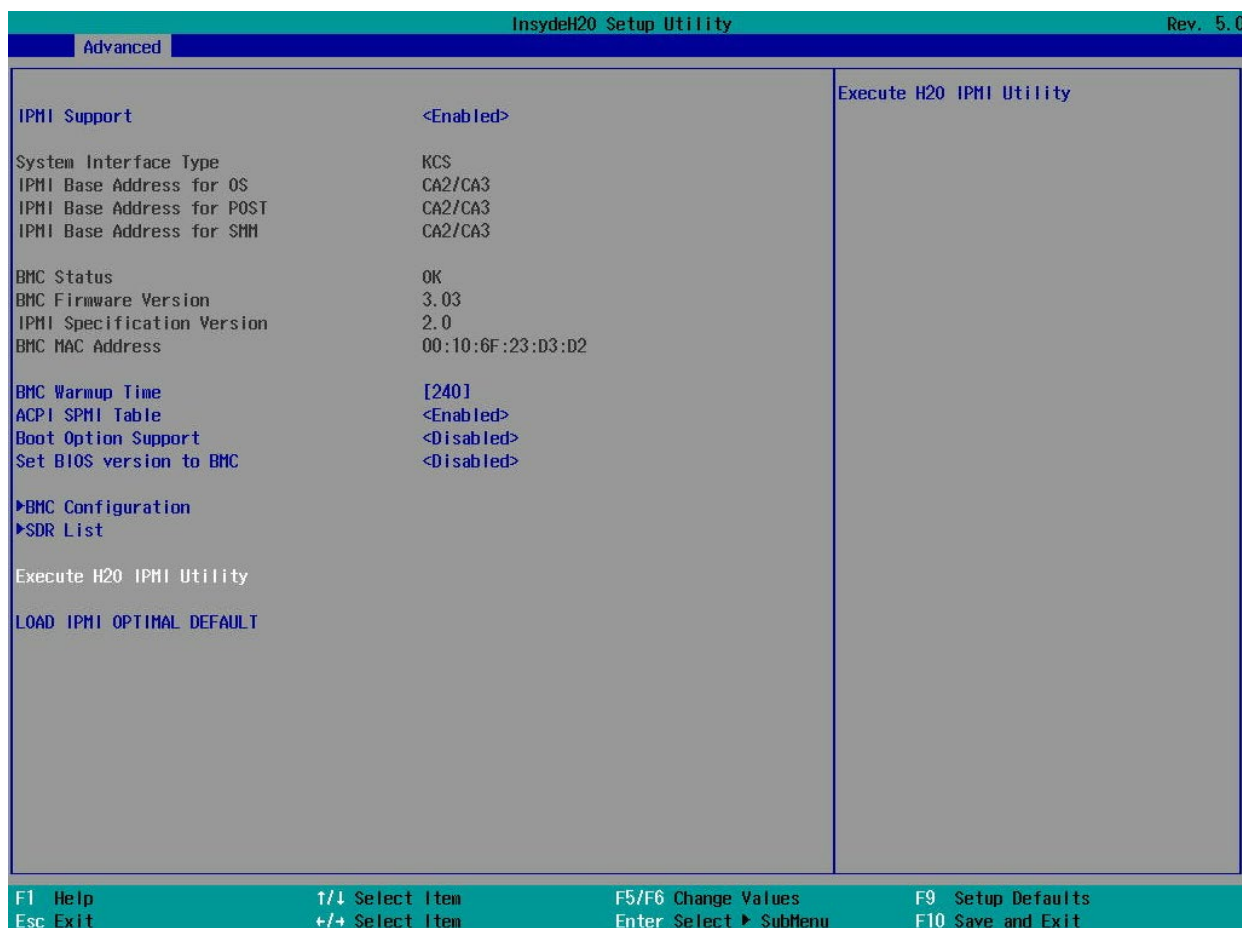 InsydeH20 Setup Utility Rev. 5.0
Advanced
Execute H20 IPMI Utility
IPMI Support <Enabled>
System Interface Type KCS
IPMI Base Address for OS CA2/CA3
IPMI Base Address for POST CA2/CA3
IPMI Base Address for SMM CA2/CA3
BMC Status OK
BMC Firmware Version 3.03
IPMI Specification Version 2.0
BMC MAC Address 00:10:6F:23:D3:D2
BMC Warmup Time [240]
ACPI SPMI Table <Enabled>
Boot Option Support <Disabled>
Set BIOS version to BMC <Disabled>
▶BMC Configuration
▶SDR List
Execute H20 IPMI Utility
LOAD IPMI OPTIMAL DEFAULT
F1 Help ↑/↓ Select Item F5/F6 Change Values F9 Setup Defaults
Esc Exit ←/→ Select Item Enter Select ▶ SubMenu F10 Save and Exit